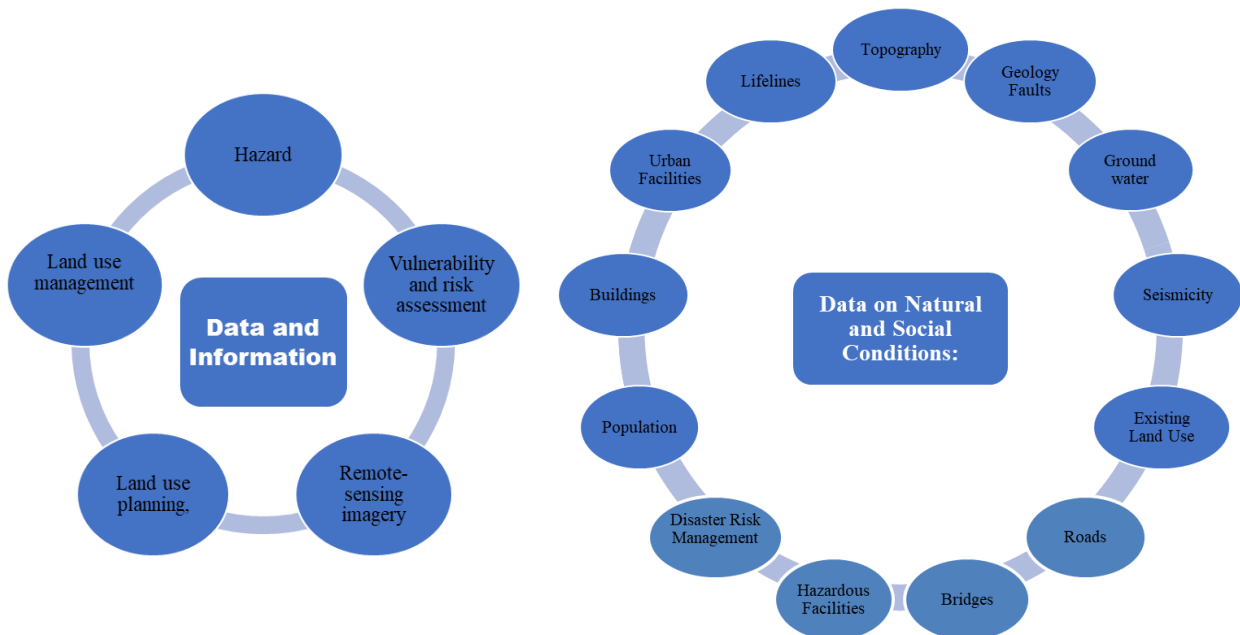 Hazard
Vulnerability
and risk
assessment
Remote-
sensing
imagery
Land use
planning,
Land use
management
Data and
Information
Topography
Geology
Faults
Ground
water
Seismicity
Existing
Land Use
Roads
Bridges
Hazardous
Facilities
Disaster Risk
Management
Population
Buildings
Urban
Facilities
Lifelines
Data on Natural
and Social
Conditions: